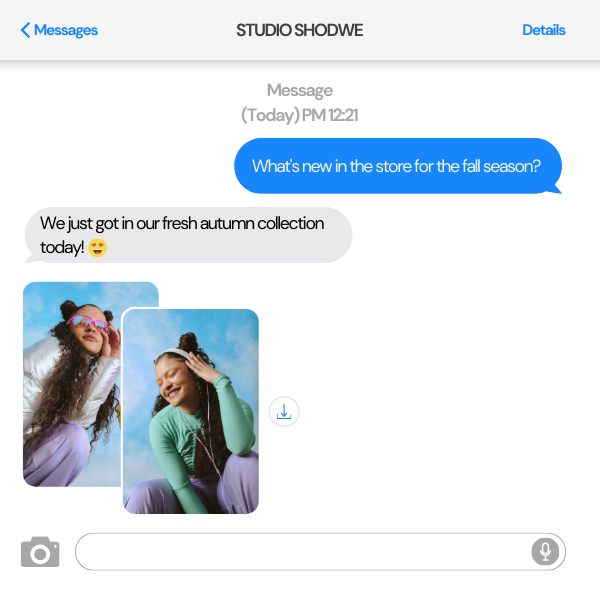 Messages
STUDIO SHODWE
Details
Message
(Today) PM 12:21
What's new in the store for the fall season?
We just got in our fresh autumn collection
today! 😍